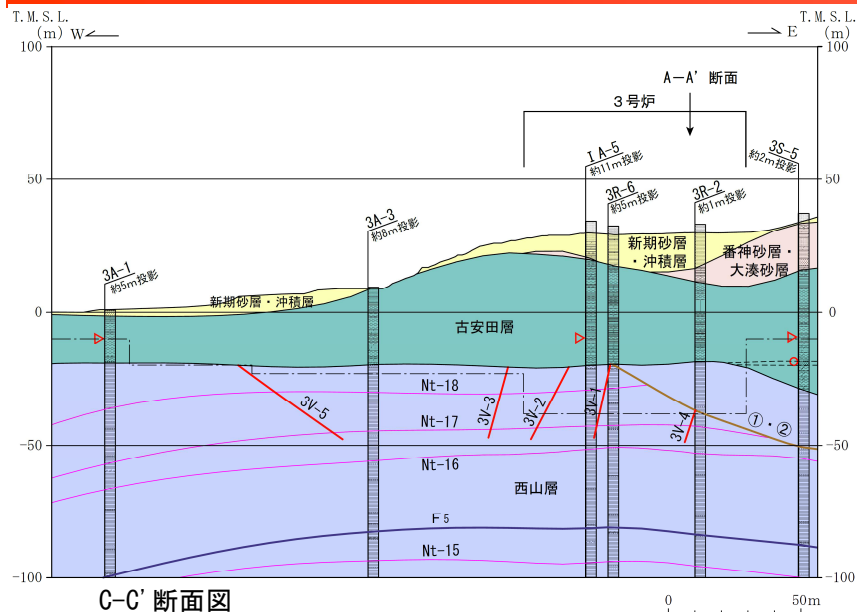 T.M.S.L.
(m)
W
T.M.S.L.
(m)
E
100
100
A－A' 断面
3号炉
3S-5
約2m投影
ⅠA-5
約11m投影
50
50
3R-6
約5m投影
3R-2
約1m投影
3A-3
約8m投影
3A-1
約5m投影
新期砂層
・沖積層
番神砂層・
大湊砂層
新期砂層・沖積層
0
0
古安田層
Nt-18
3V-5
3V-3
3V-2
3V-1
3V-4
Nt-17
①・②
-50
-50
Nt-16
西山層
F5
Nt-15
-100
-100
C-C' 断面図
0
50m